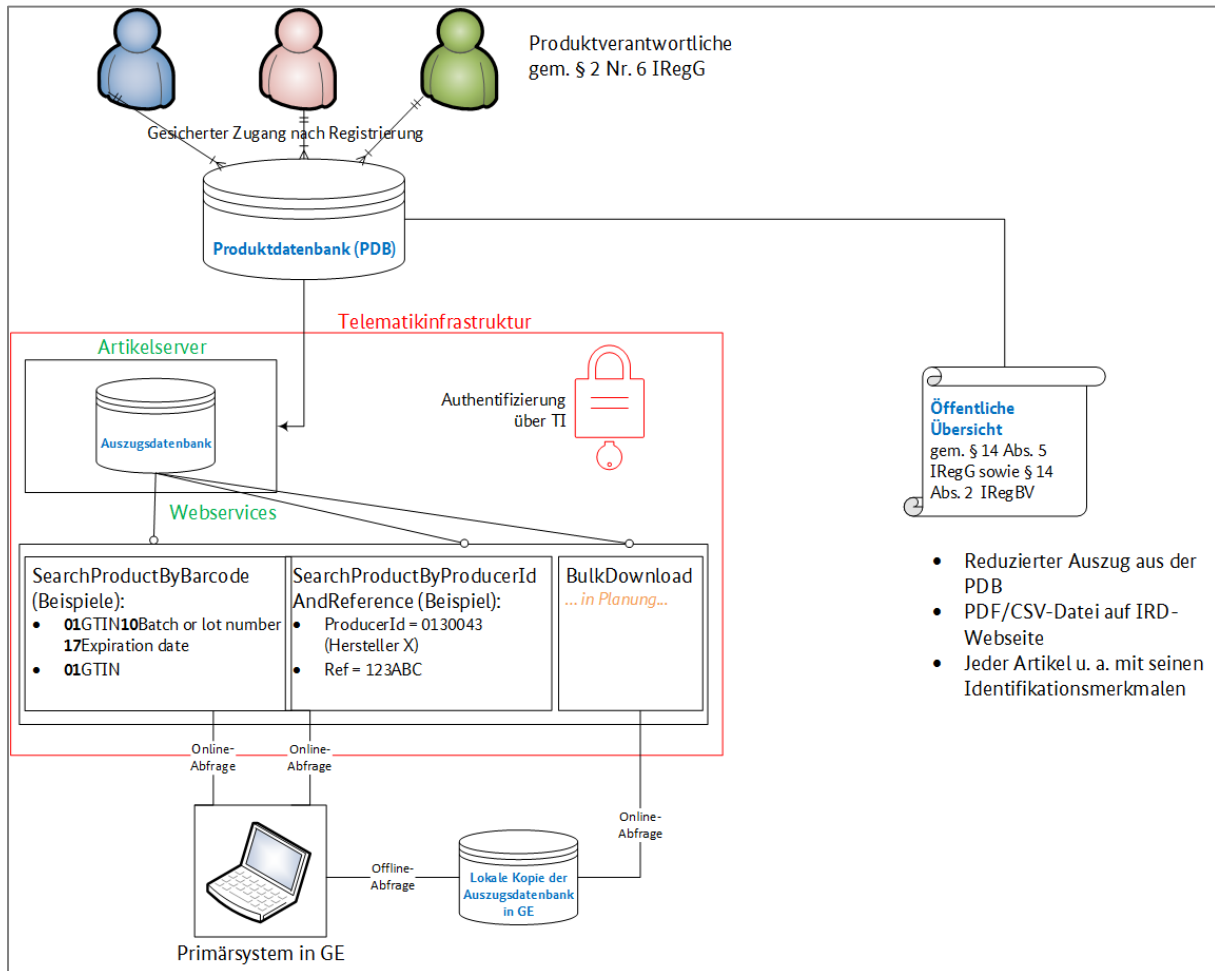 Produktverantwortliche
gem. § 2 Nr. 6 IRegG
Gesicherter Zugang nach Registrierung
Produktdatenbank (PDB)
Telematikinfrastruktur
Artikelserver
Auszugsdatenbank
Authentifizierung
über TI
Webservices
Öffentliche
Übersicht
gem. § 14 Abs. 5
IRegG sowie § 14
Abs. 2 IRegBV
SearchProductByBarcode
(Beispiele):
• 01GTIN10Batch or lot number
17Expiration date
• 01GTIN
SearchProductByProducerId
AndReference (Beispiel):
• ProducerId = 0130043
(Hersteller X)
• Ref = 123ABC
BulkDownload
... in Planung...
• Reduzierter Auszug aus der
PDB
• PDF/CSV-Datei auf IRD-
Webseite
• Jeder Artikel u. a. mit seinen
Identifikationsmerkmalen
Online-
Abfrage
Online-
Abfrage
Online-
Abfrage
Offline-
Abfrage
Lokale Kopie der
Auszugsdatenbank
in GE
Primärsystem in GE